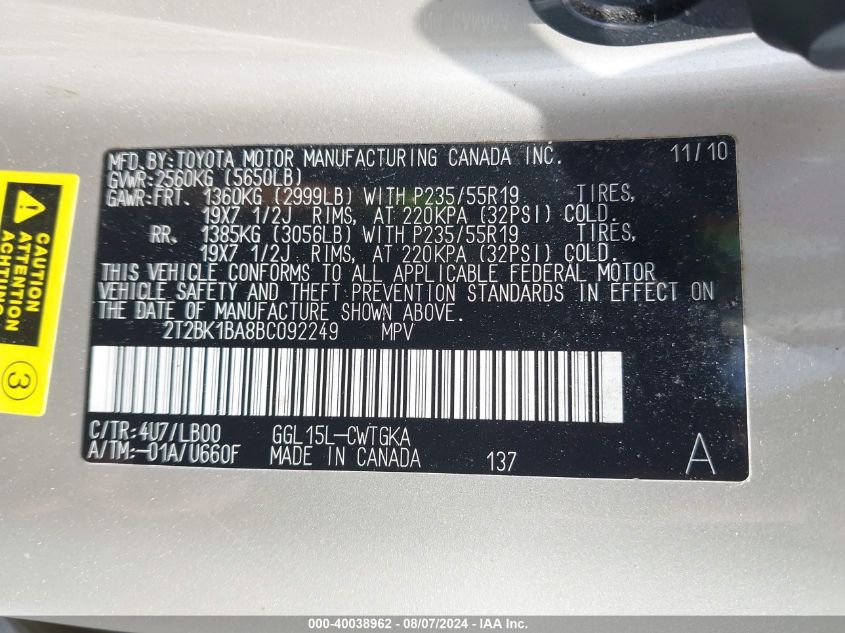 MFD. BY: TOYOTA MOTOR MANUFACTURING CANADA INC. 11/10
GVWR: 2560KG (5650LB)
GAWR: FRT. 1360KG (2999LB) WITH P235/55R19 TIRES,
19X7 1/2J RIMS, AT 220KPA (32PSI) COLD.
RR. 1385KG (3056LB) WITH P235/55R19 TIRES,
19X7 1/2J RIMS, AT 220KPA (32PSI) COLD.
THIS VEHICLE CONFORMS TO ALL APPLICABLE FEDERAL MOTOR
VEHICLE SAFETY AND THEFT PREVENTION STANDARDS IN EFFECT ON
THE DATE OF MANUFACTURE SHOWN ABOVE.
2T2BK1BA8BC092249 MPV
C/TR: 4U7/LB00 GGL15L-CWTGKA
A/TM: -01A/U660F MADE IN CANADA 137 A
CAUTION
ATTENTION
ACHTUNG
3
000-40038962 - 08/07/2024 - IAA Inc.